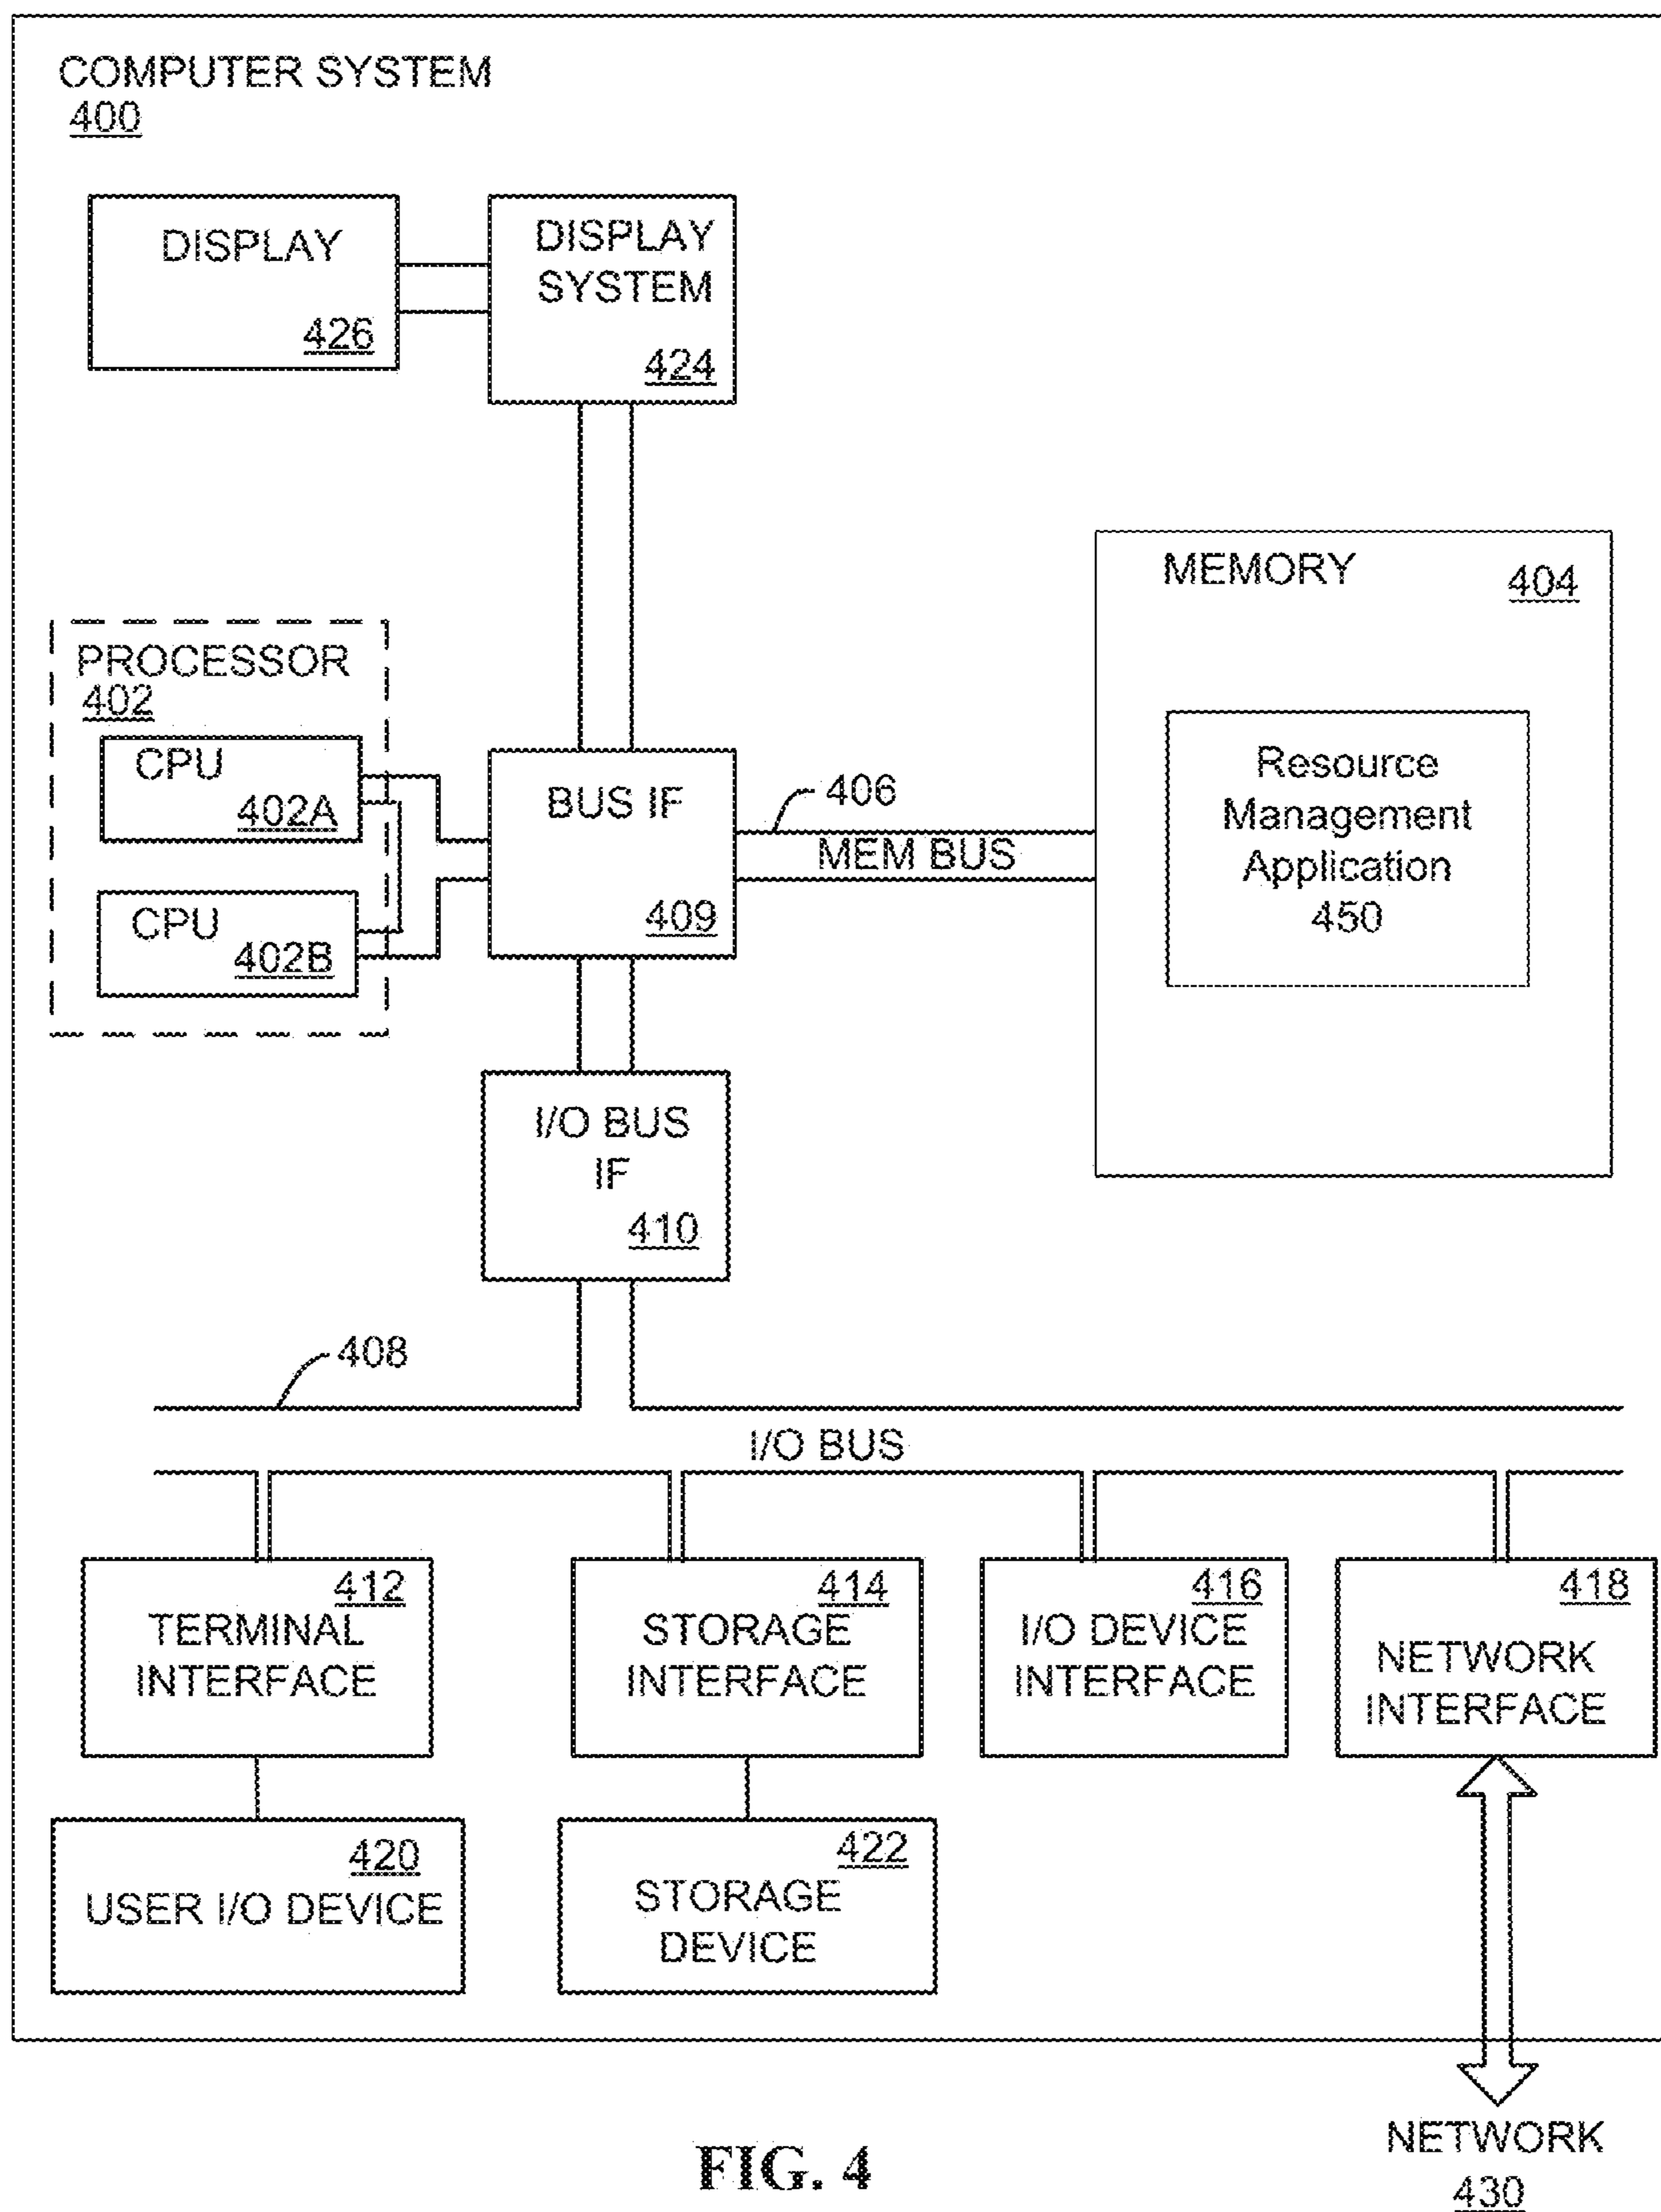 COMPUTER SYSTEM
400
DISPLAY
426
DISPLAY
SYSTEM
424
PROCESSOR
402
CPU
402A
CPU
402B
BUS IF
409
406
MEM BUS
MEMORY
404
Resource
Management
Application
450
I/O BUS
IF
410
408
I/O BUS
412
TERMINAL
INTERFACE
414
STORAGE
INTERFACE
416
I/O DEVICE
INTERFACE
418
NETWORK
INTERFACE
420
USER I/O DEVICE
422
STORAGE
DEVICE
NETWORK
430
FIG. 4